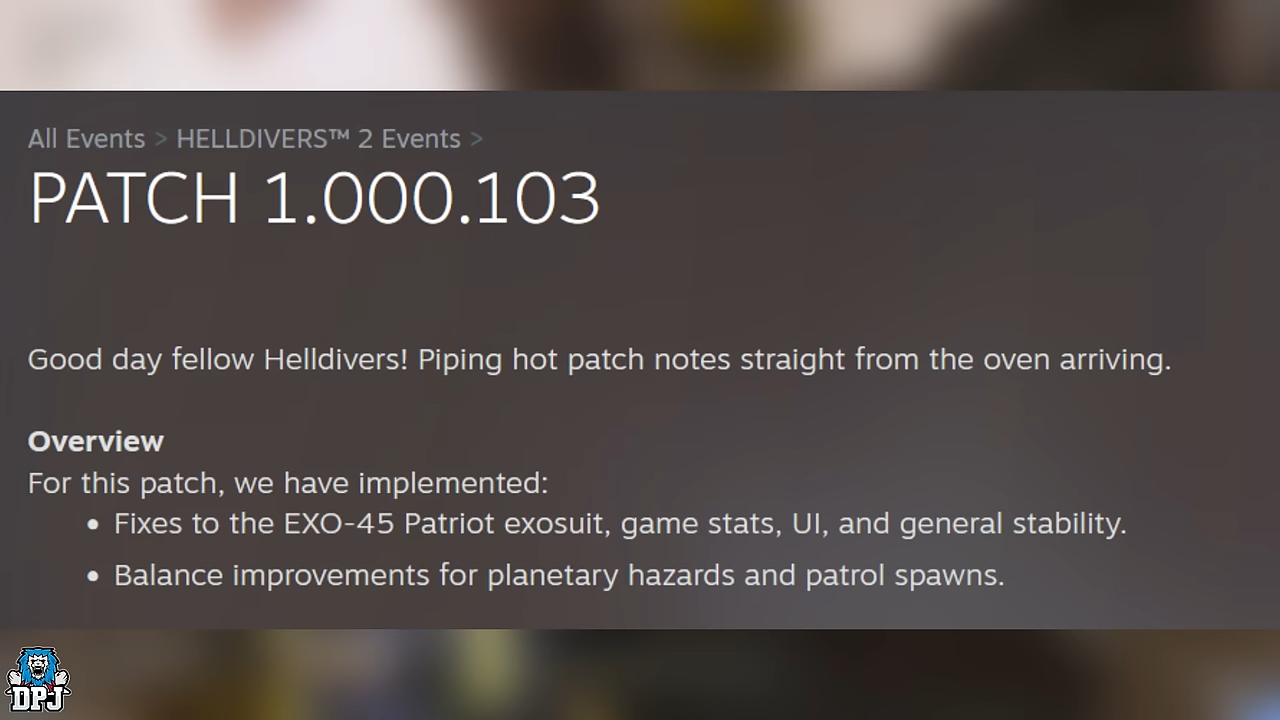 All Events > HELLDIVERS™ 2 Events >
PATCH 1.000.103
Good day fellow Helldivers! Piping hot patch notes straight from the oven arriving.
Overview
For this patch, we have implemented:
• Fixes to the EXO-45 Patriot exosuit, game stats, UI, and general stability.
• Balance improvements for planetary hazards and patrol spawns.
DPJ